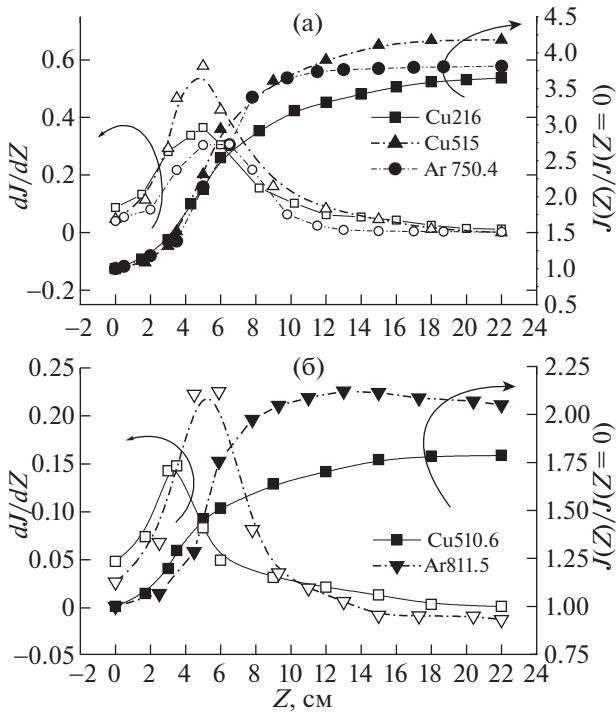 (а)
0.6
0.4
0.2
0
–0.2
dJ/dZ
4.5
4.0
3.5
3.0
2.5
2.0
1.5
1.0
0.5
J(Z)/J(Z = 0)
Cu216
Cu515
Ar 750.4
–2 0 2 4 6 8 10 12 14 16 18 20 22 24
(б)
0.25
0.20
0.15
0.10
0.05
0
–0.05
dJ/dZ
2.25
2.00
1.75
1.50
1.25
1.00
0.75
J(Z)/J(Z = 0)
Cu510.6
Ar811.5
–2 0 2 4 6 8 10 12 14 16 18 20 22 24
Z, см